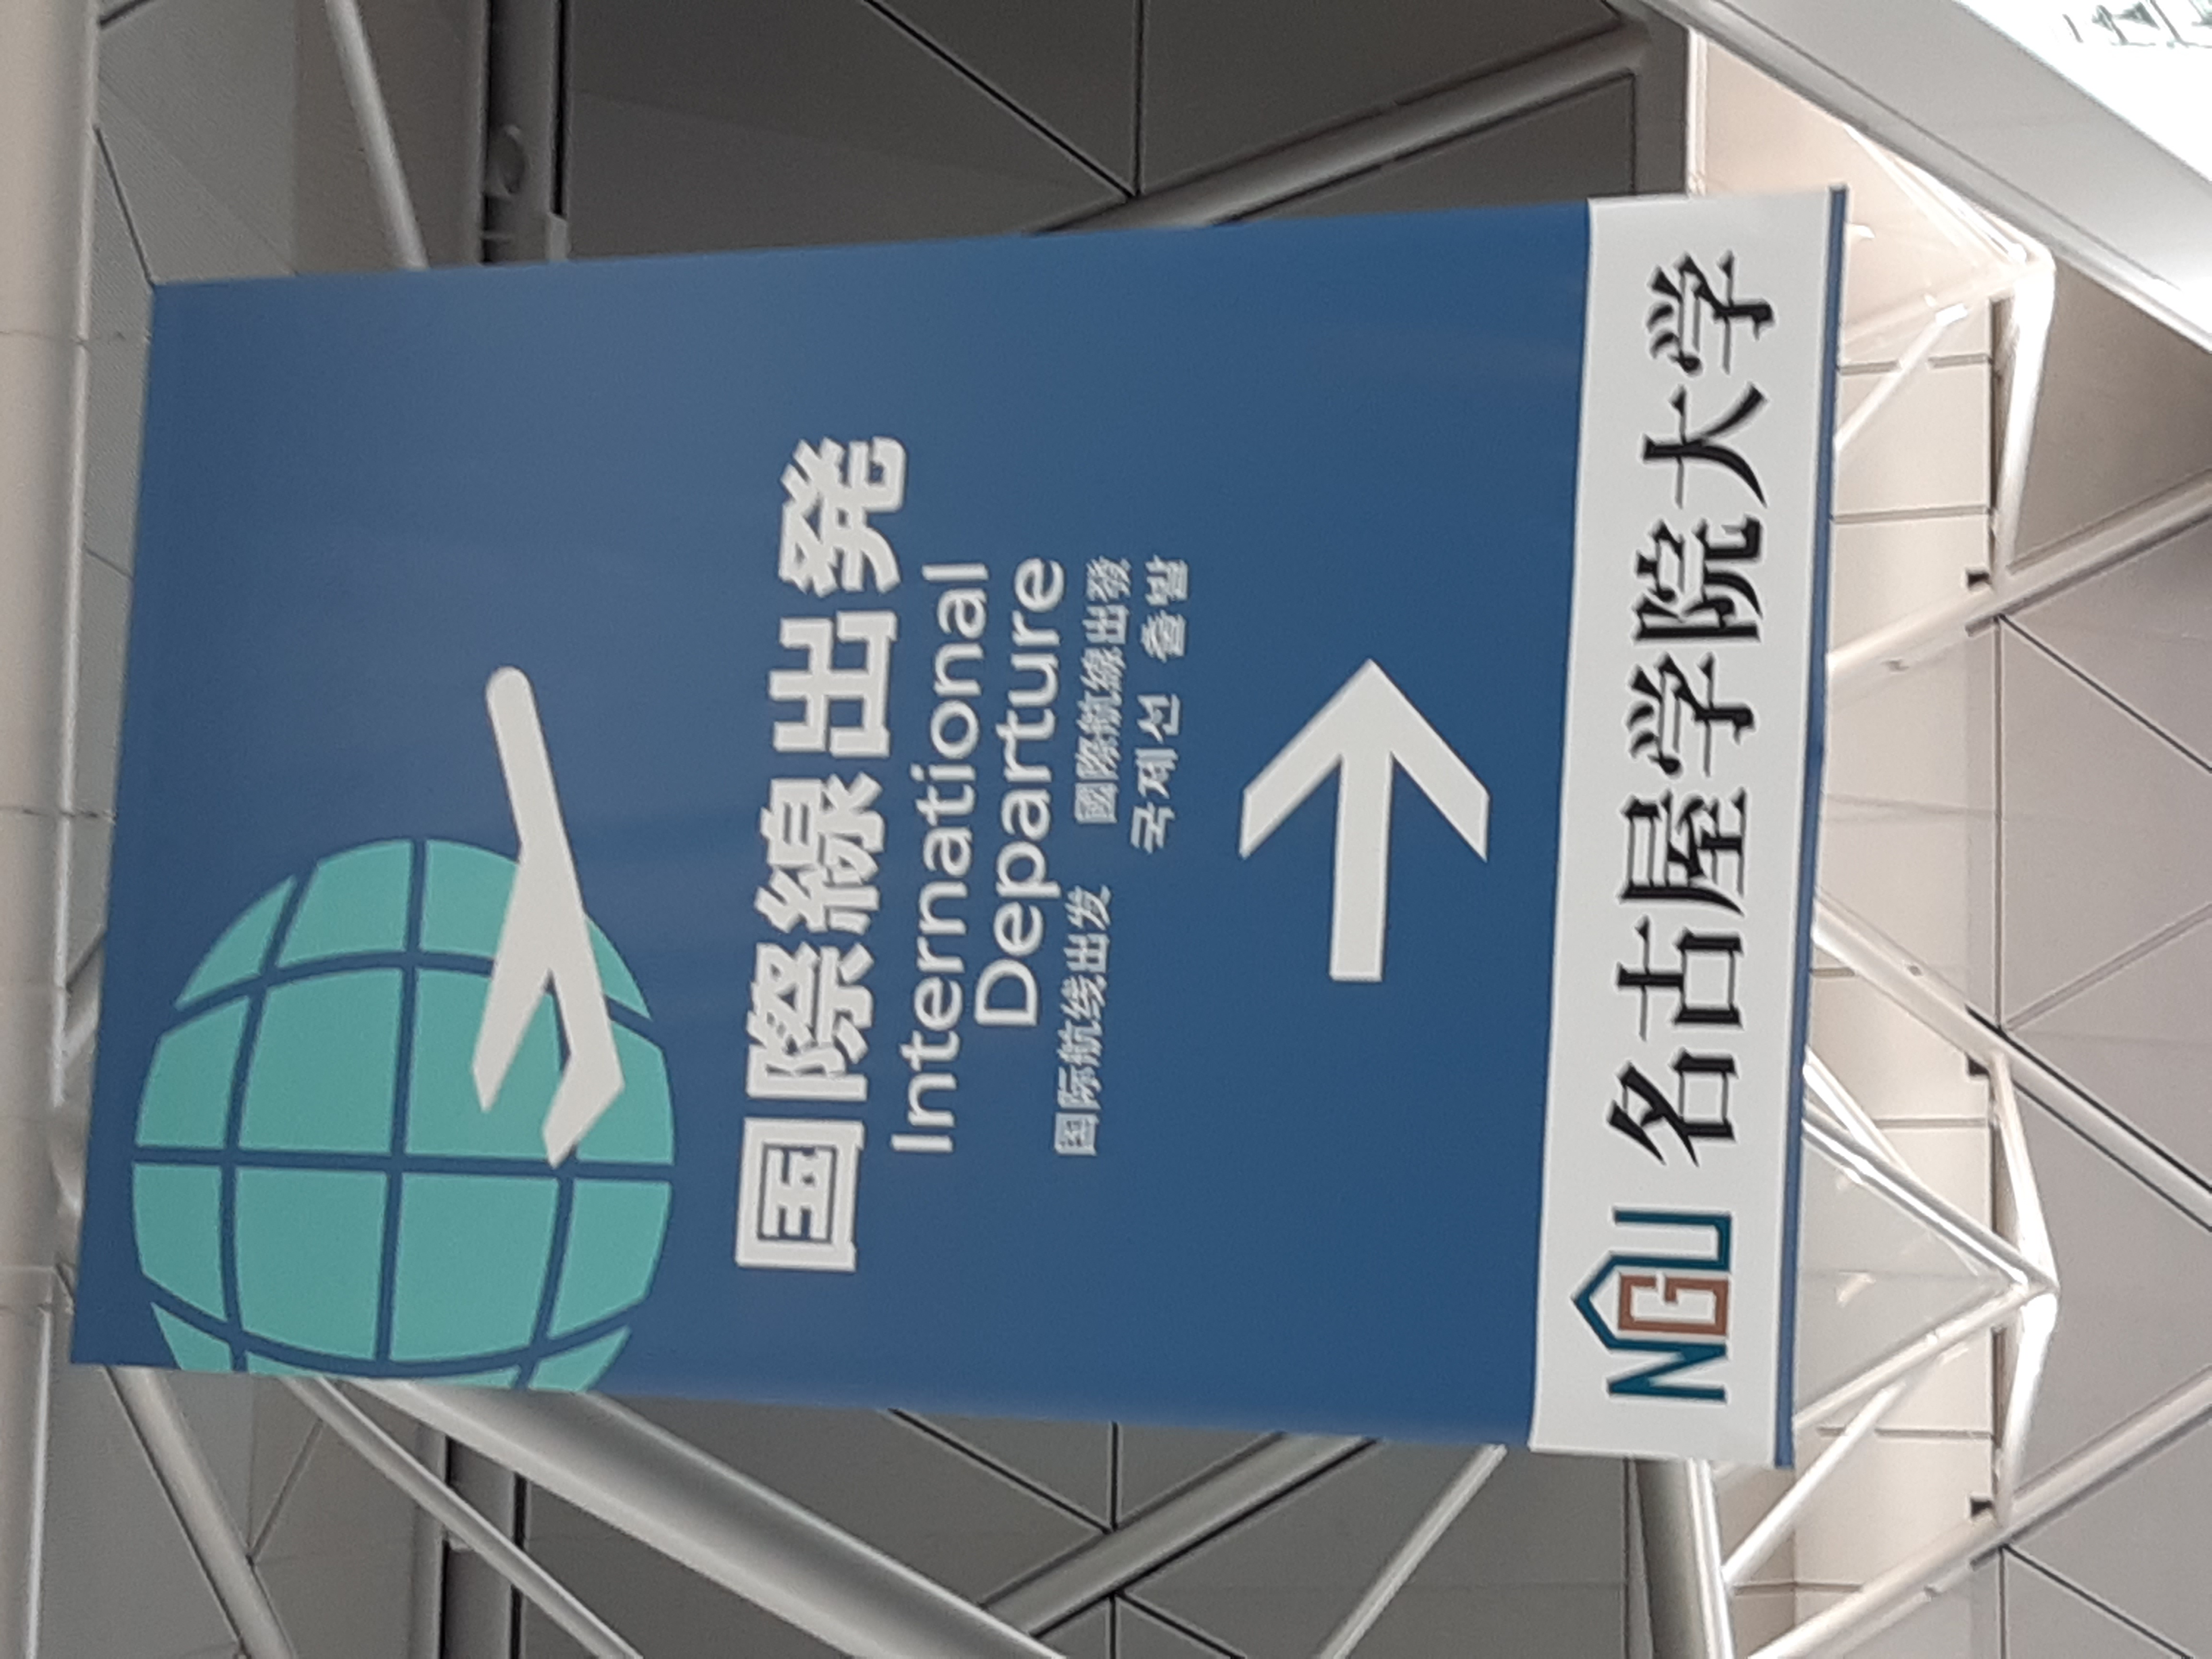 国際線出発
International
Departure
国际航线出发 國際航線出發
국제선 출발
NGU 名古屋学院大学